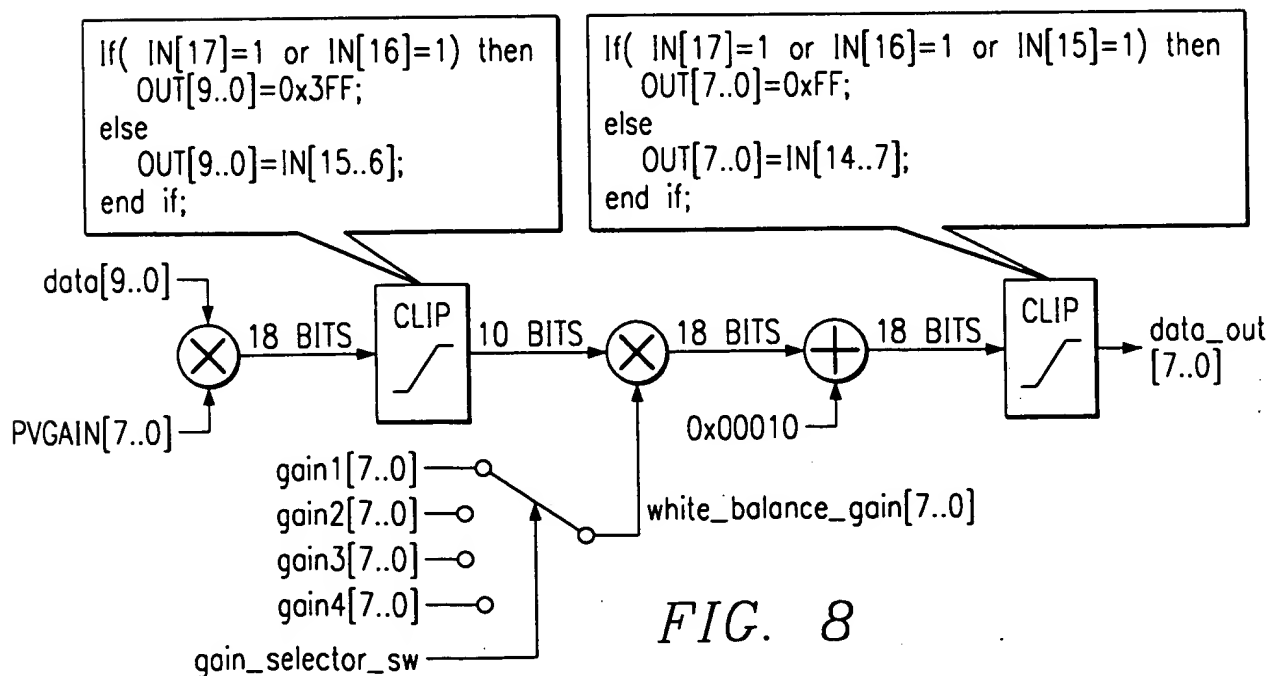 If( IN[17]=1 or IN[16]=1) then
OUT[9..0]=0x3FF;
else
OUT[9..0]=IN[15..6];
end if;
If( IN[17]=1 or IN[16]=1 or IN[15]=1) then
OUT[7..0]=0xFF;
else
OUT[7..0]=IN[14..7];
end if;
data[9..0]
PVGAIN[7..0]
18 BITS
CLIP
10 BITS
18 BITS
0x00010
18 BITS
CLIP
data_out
[7..0]
gain1[7..0]
gain2[7..0]
gain3[7..0]
gain4[7..0]
gain_selector_sw
white_balance_gain[7..0]
FIG. 8